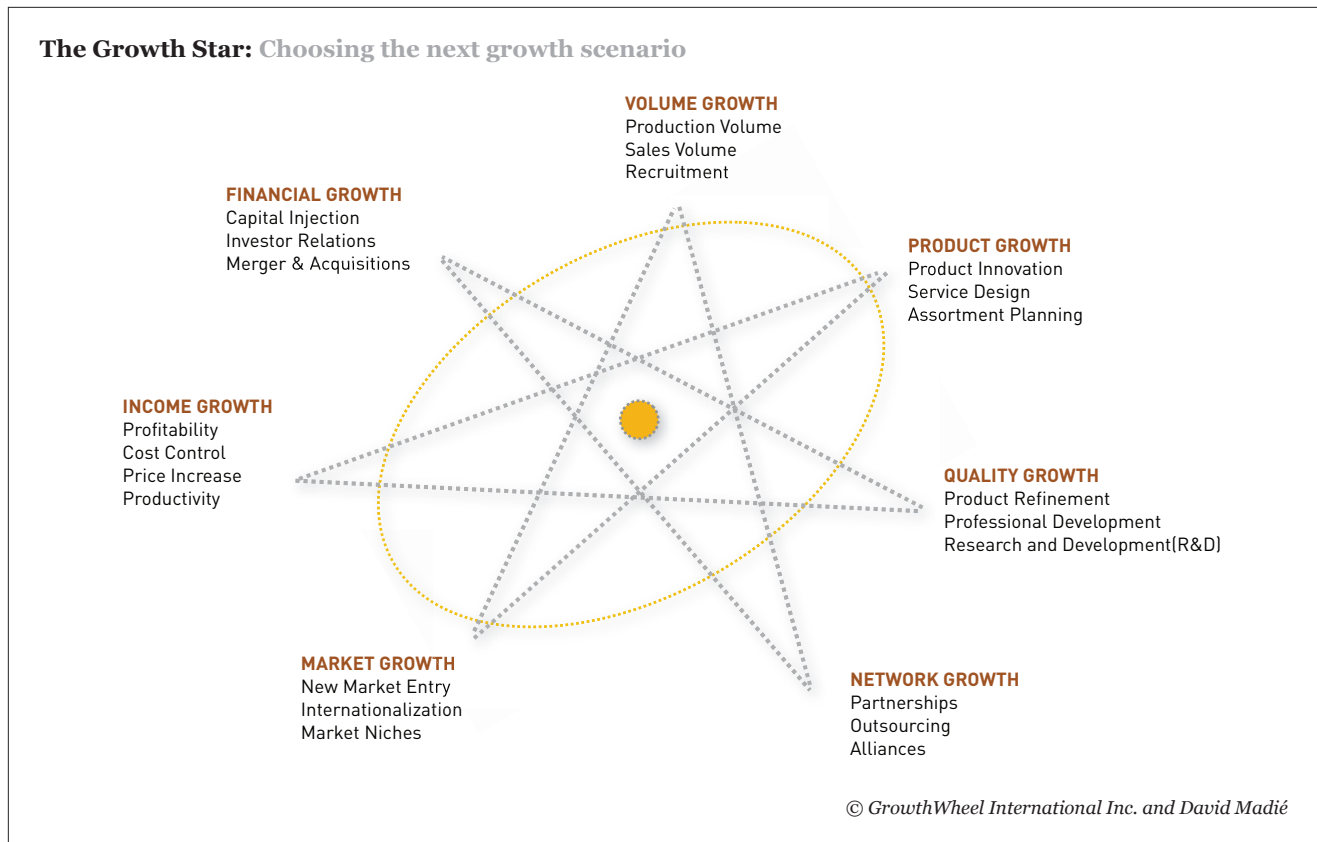 The Growth Star: Choosing the next growth scenario
VOLUME GROWTH
Production Volume
Sales Volume
Recruitment
FINANCIAL GROWTH
Capital Injection
Investor Relations
Merger & Acquisitions
PRODUCT GROWTH
Product Innovation
Service Design
Assortment Planning
INCOME GROWTH
Profitability
Cost Control
Price Increase
Productivity
QUALITY GROWTH
Product Refinement
Professional Development
Research and Development(R&D)
MARKET GROWTH
New Market Entry
Internationalization
Market Niches
NETWORK GROWTH
Partnerships
Outsourcing
Alliances
© GrowthWheel International Inc. and David Madié